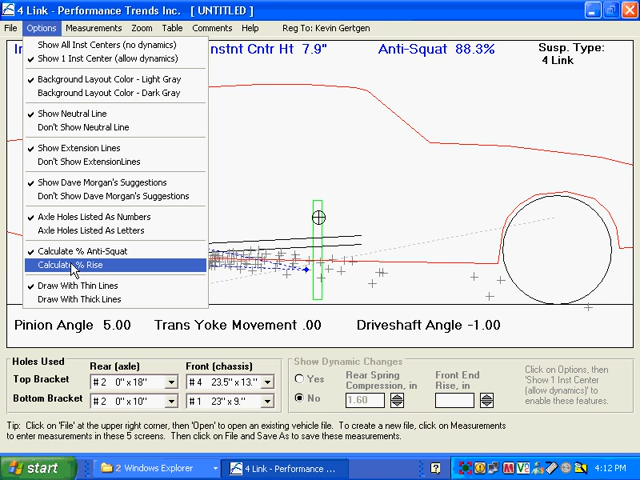 4 Link - Performance Trends Inc. [ UNTITLED ]
File Options Measurements Zoom Table Comments Help Reg To: Kevin Gertgen
In nstnt Cntr Ht 7.9" Anti-Squat 88.3% Susp. Type:
4 Link
Show All Inst Centers (no dynamics)
Show 1 Inst Center (allow dynamics)
Background Layout Color - Light Gray
Background Layout Color - Dark Gray
Show Neutral Line
Don't Show Neutral Line
Show Extension Lines
Don't Show ExtensionLines
Show Dave Morgan's Suggestions
Don't Show Dave Morgan's Suggestions
Axle Holes Listed As Numbers
Axle Holes Listed As Letters
Calculate % Anti-Squat
Calculate % Rise
Draw With Thin Lines
Draw With Thick Lines
Pinion Angle 5.00 Trans Yoke Movement .00 Driveshaft Angle -1.00
Holes Used Rear (axle) Front (chassis)
Top Bracket # 2 0" x 18" # 4 23.5" x 13."
Bottom Bracket # 2 0" x 10" # 1 23" x 9."
Show Dynamic Changes
Yes
No
Rear Spring
Compression, in
1.60
Front End
Rise, in
Click on Options, then
'Show 1 Inst Center
(allow dynamics)' to
enable these features.
Tip: Click on 'File' at the upper right corner, then 'Open' to open an existing vehicle file. To create a new file, click on Measurements
to enter measurements in these 5 screens. Then click on File and Save As to save these measurements.
start 2 Windows Explorer 4 Link - Performance ... 4:12 PM